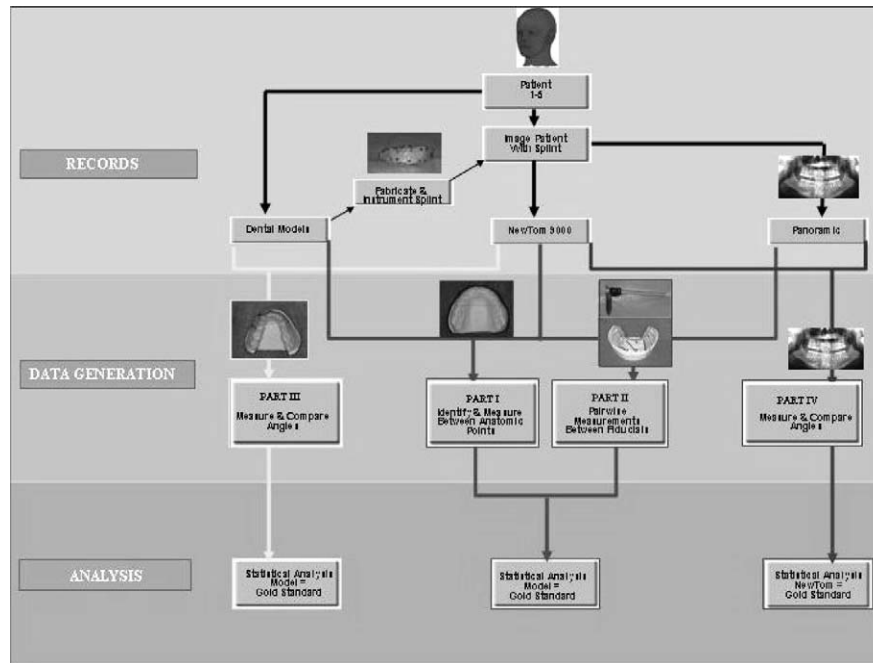 Patient
1-5
Image Patient
With Splint
RECORDS
Fabricate &
Instrument Splint
Dental Models
NewTom 9000
Panoramic
DATA GENERATION
PART III
Measure & Compare
Angles
PART I
Identify & Measure
Between Anatomic
Points
PART II
Pairwise
Measurements
Between Fiducials
PART IV
Measure & Compare
Angles
ANALYSIS
Statistical Analysis
Model =
Gold Standard
Statistical Analysis
Model =
Gold Standard
Statistical Analysis
NewTom =
Gold Standard